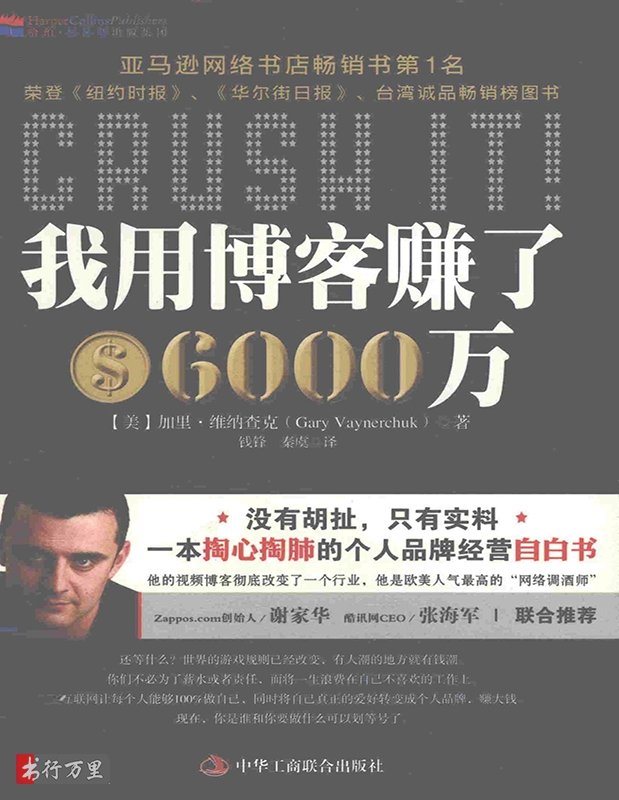 HarperCollinsPublishers
哈珀·柯林斯出版集团
亚马逊网络书店畅销书第1名
荣登《纽约时报》、《华尔街日报》、台湾诚品畅销榜图书
CRUSH IT!
我用博客赚了
$6000万
【美】加里·维纳查克（Gary Vaynerchuk）◎著
钱锋 秦虞◎译
★ 没有胡扯，只有实料 ★
一本掏心掏肺的个人品牌经营自白书
他的视频博客彻底改变了一个行业，他是欧美人气最高的“网络调酒师”
Zappos.com创始人/谢家华 酷讯网CEO/张海军 | 联合推荐
还等什么？世界的游戏规则已经改变，有人潮的地方就有钱潮。
你们不必为了薪水或者责任，而将一生浪费在自己不喜欢的工作上。
互联网让每个人能够100%做自己，同时将自己真正的爱好转变成个人品牌，赚大钱。
现在，你是谁和你要做什么可以划等号了。
书行万里
中华工商联合出版社